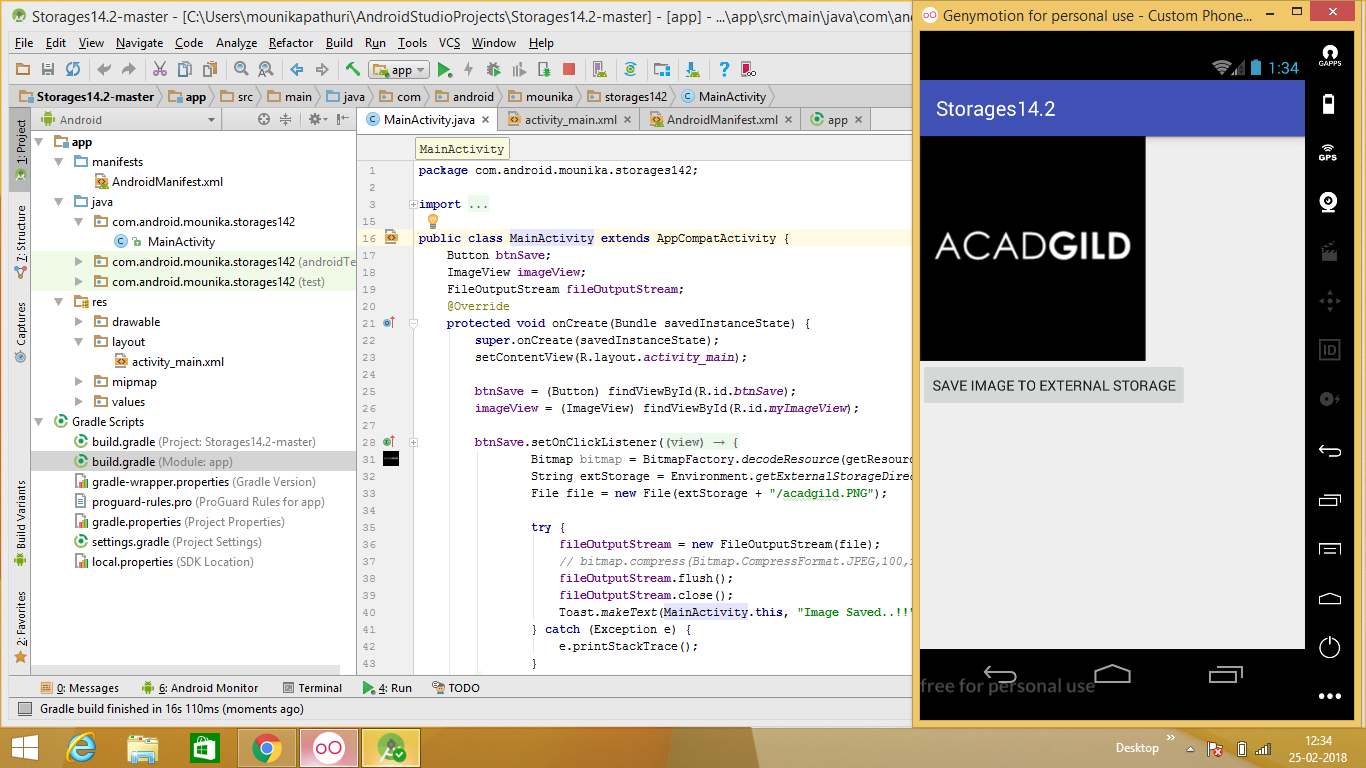 Storages14.2-master - [C:\Users\mounikapathuri\AndroidStudioProjects\Storages14.2-master] - [app] - ...\app\src\main\java\com\an
File Edit View Navigate Code Analyze Refactor Build Run Tools VCS Window Help
app
Storages14.2-master app src main java com android mounika storages142 MainActivity
Android
MainActivity.java activity_main.xml AndroidManifest.xml app
1: Project
7: Structure
Captures
Build Variants
2: Favorites
app
manifests
AndroidManifest.xml
java
com.android.mounika.storages142
MainActivity
com.android.mounika.storages142 (androidTe
com.android.mounika.storages142 (test)
res
drawable
layout
activity_main.xml
mipmap
values
Gradle Scripts
build.gradle (Project: Storages14.2-master)
build.gradle (Module: app)
gradle-wrapper.properties (Gradle Version)
proguard-rules.pro (ProGuard Rules for app)
gradle.properties (Project Properties)
settings.gradle (Project Settings)
local.properties (SDK Location)
MainActivity
1 package com.android.mounika.storages142;
2
3 import ...
15
16 public class MainActivity extends AppCompatActivity {
17 Button btnSave;
18 ImageView imageView;
19 FileOutputStream fileOutputStream;
20 @Override
21 protected void onCreate(Bundle savedInstanceState) {
22 super.onCreate(savedInstanceState);
23 setContentView(R.layout.activity_main);
24
25 btnSave = (Button) findViewById(R.id.btnSave);
26 imageView = (ImageView) findViewById(R.id.myImageView);
27
28 btnSave.setOnClickListener((view) → {
31 Bitmap bitmap = BitmapFactory.decodeResource(getResour
32 String extStorage = Environment.getExternalStorageDire
33 File file = new File(extStorage + "/acadgild.PNG");
34
35 try {
36 fileOutputStream = new FileOutputStream(file);
37 // bitmap.compress(Bitmap.CompressFormat.JPEG,100,
38 fileOutputStream.flush();
39 fileOutputStream.close();
40 Toast.makeText(MainActivity.this, "Image Saved..!!"
41 } catch (Exception e) {
42 e.printStackTrace();
43 }
0: Messages 6: Android Monitor Terminal 4: Run TODO
Gradle build finished in 16s 110ms (moments ago)
Genymotion for personal use - Custom Phone...
1:34
Storages14.2
ACADGILD
SAVE IMAGE TO EXTERNAL STORAGE
free for personal use
GAPPS
GPS
ID
Desktop
12:34
25-02-2018